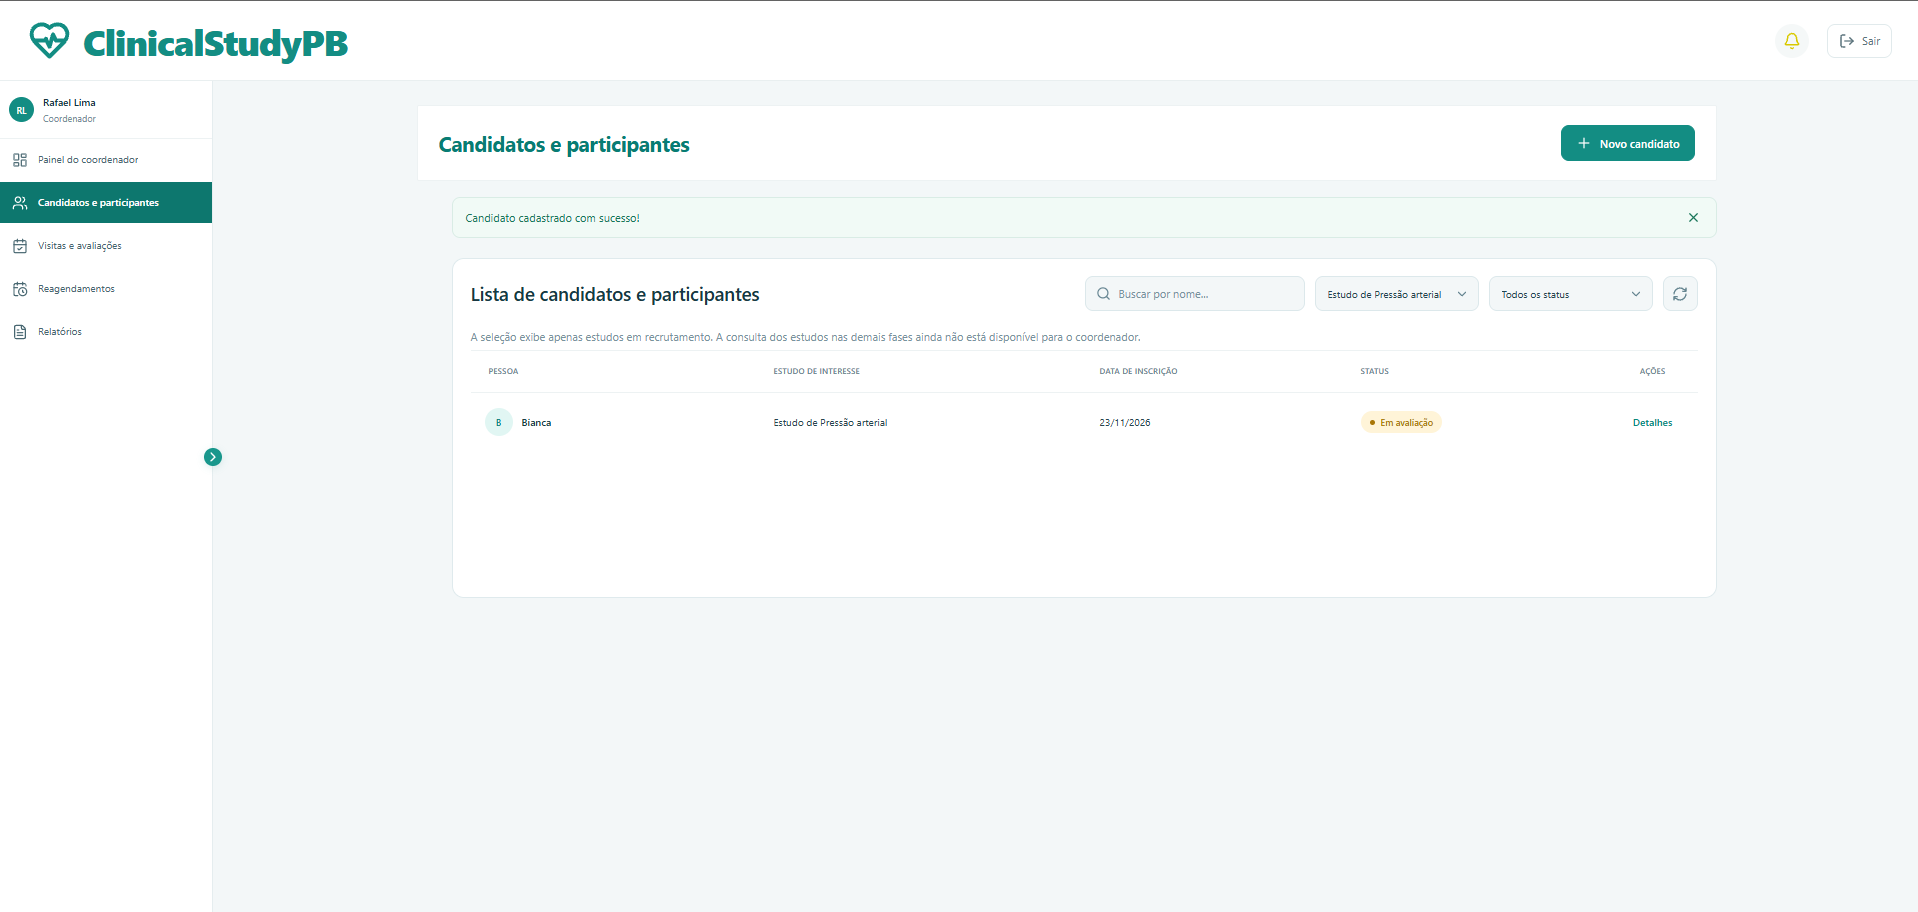 ClinicalStudyPB
Sair
RL
Rafael Lima
Coordenador
Painel do coordenador
Candidatos e participantes
Visitas e avaliações
Reagendamentos
Relatórios
Candidatos e participantes
Novo candidato
Candidato cadastrado com sucesso!
Lista de candidatos e participantes
Buscar por nome...
Estudo de Pressão arterial
Todos os status
A seleção exibe apenas estudos em recrutamento. A consulta dos estudos nas demais fases ainda não está disponível para o coordenador.
PESSOA ESTUDO DE INTERESSE DATA DE INSCRIÇÃO STATUS AÇÕES
B Bianca Estudo de Pressão arterial 23/11/2026 Em avaliação Detalhes